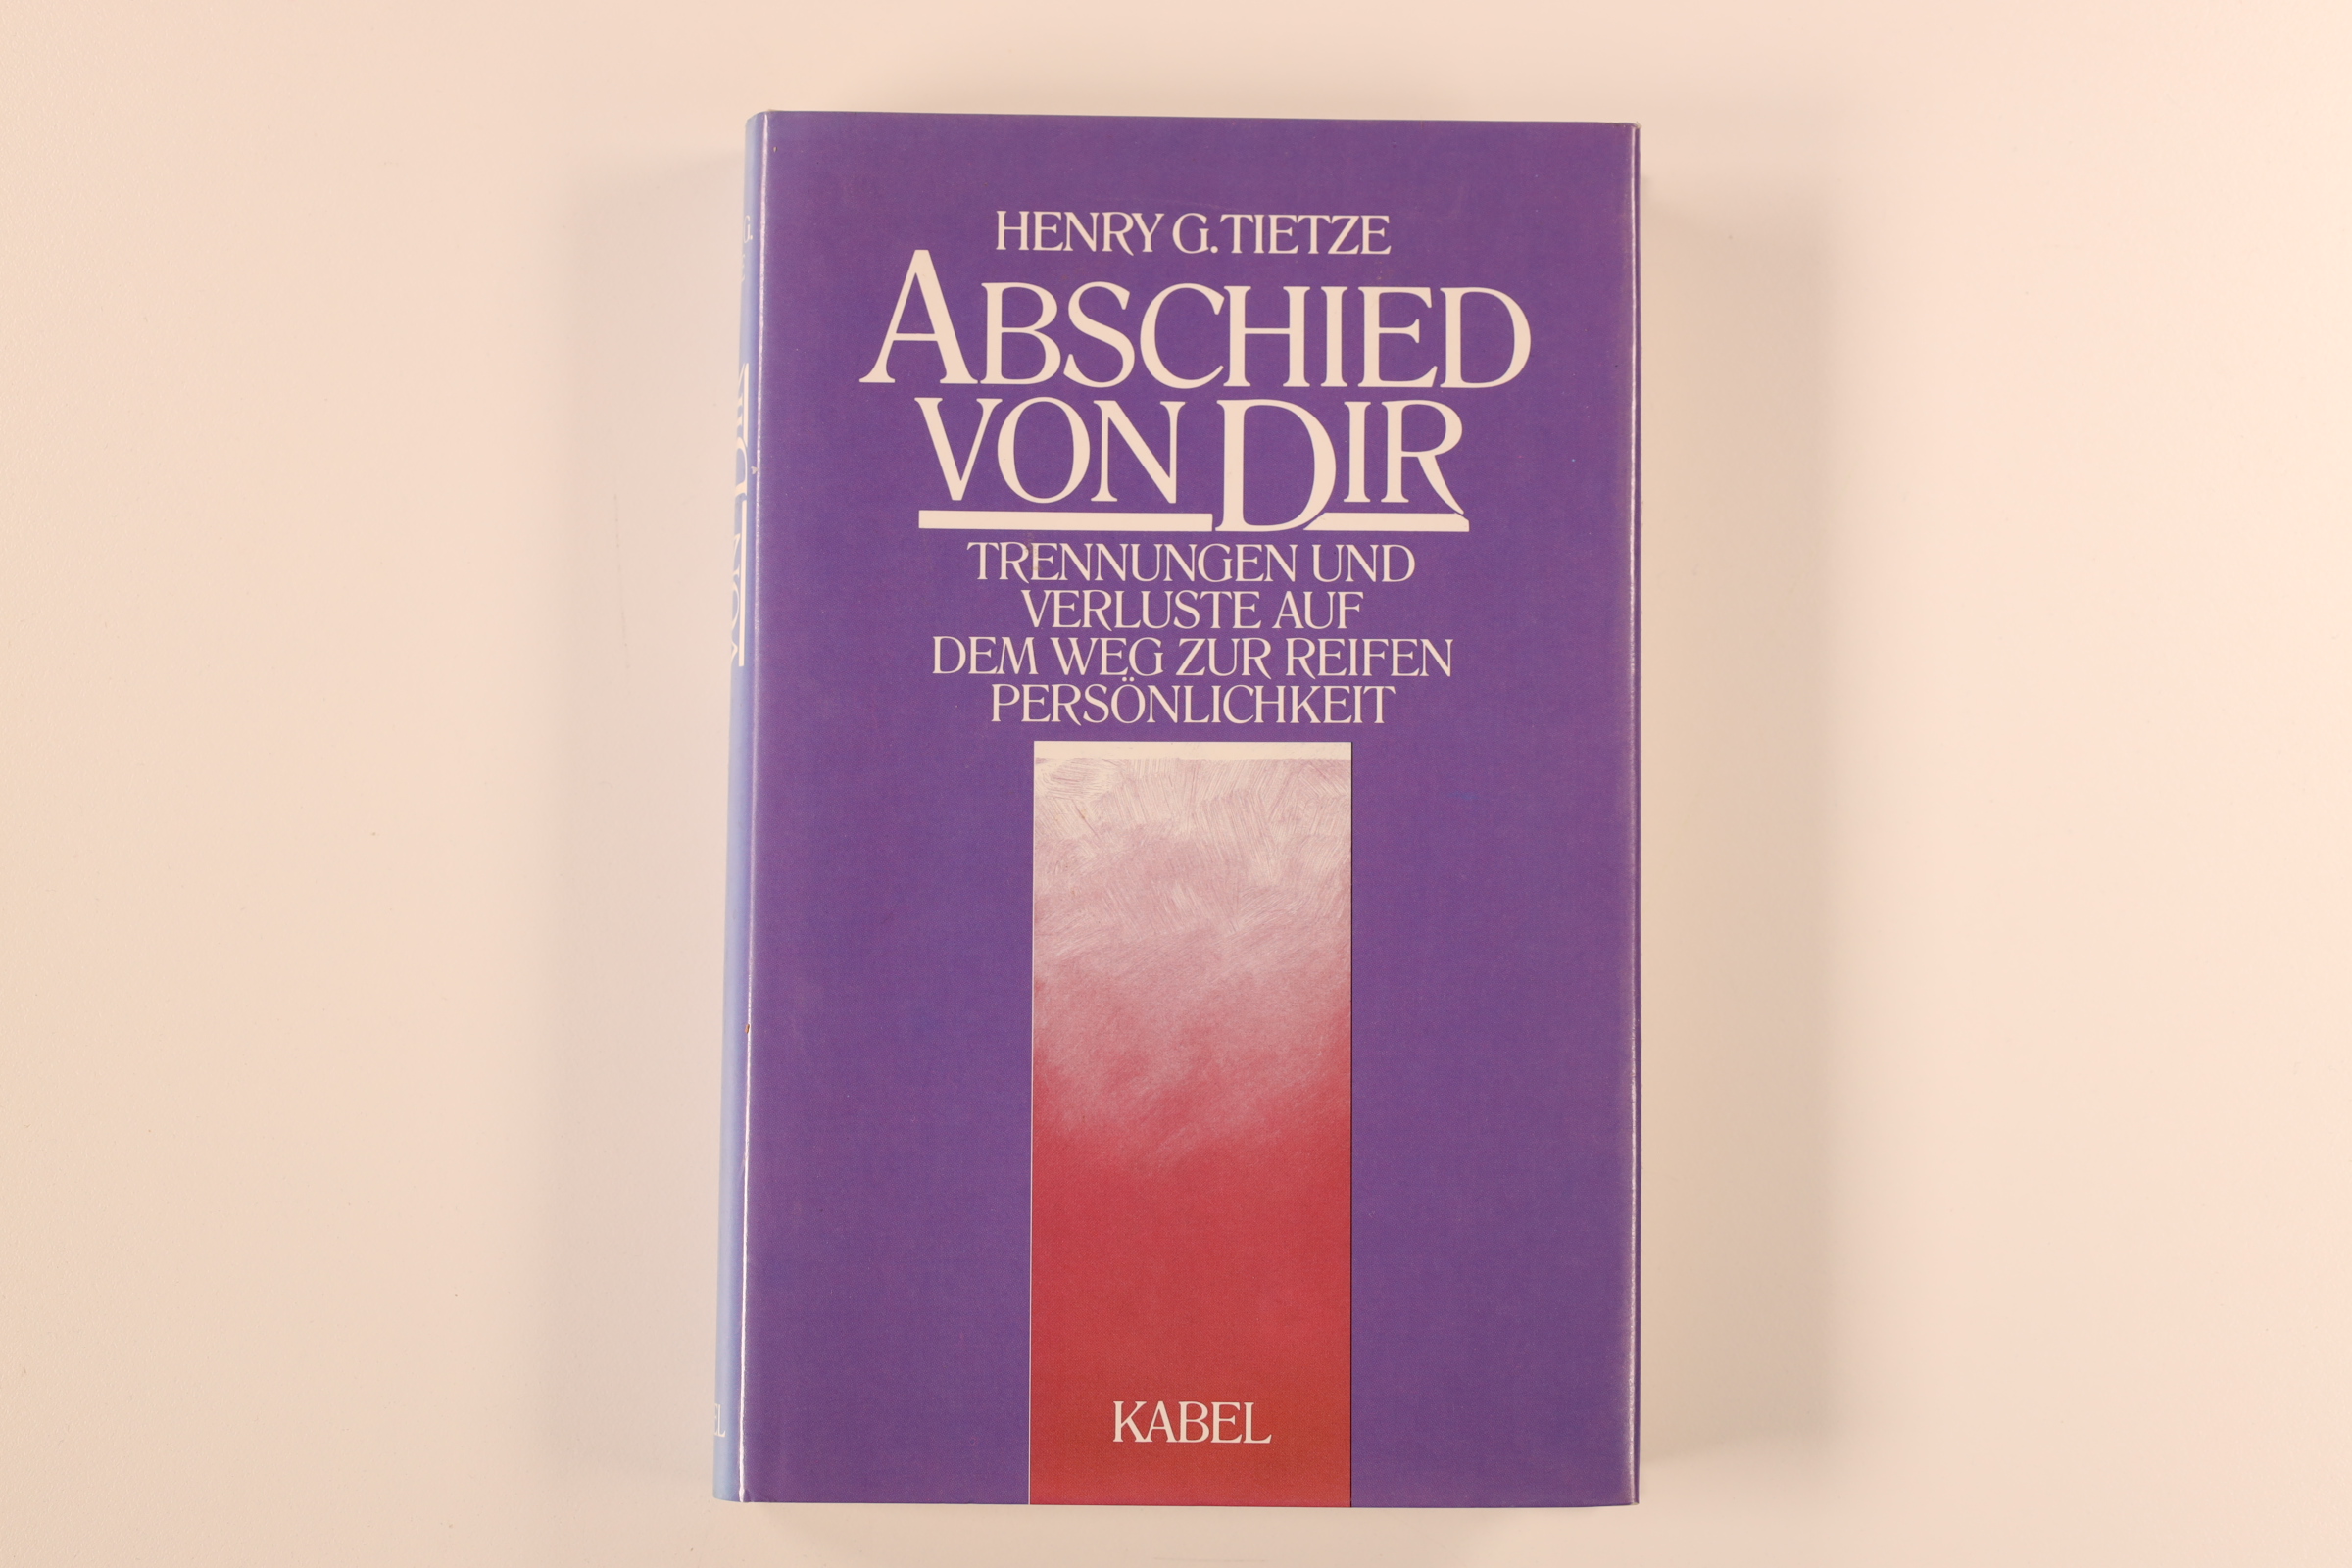 HENRY G. TIETZE
ABSCHIED
VON DIR
TRENNUNGEN UND
VERLUSTE AUF
DEM WEG ZUR REIFEN
PERSÖNLICHKEIT
KABEL